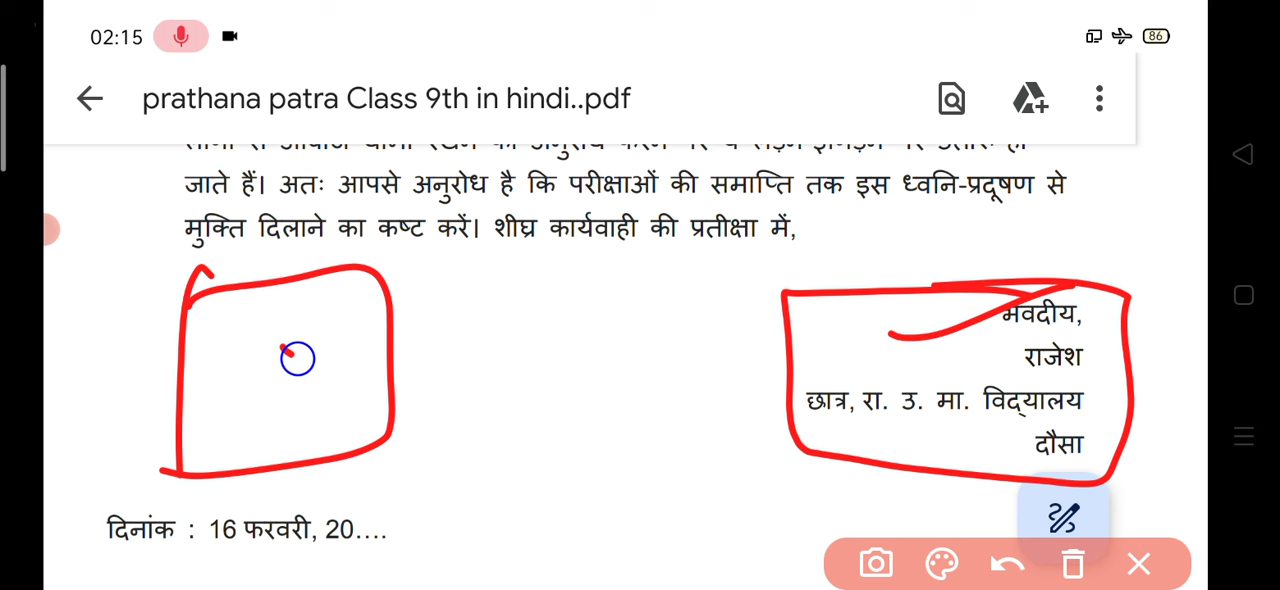 02:15
86
prathana patra Class 9th in hindi..pdf
जाते हैं। अतः आपसे अनुरोध है कि परीक्षाओं की समाप्ति तक इस ध्वनि-प्रदूषण से
मुक्ति दिलाने का कष्ट करें। शीघ्र कार्यवाही की प्रतीक्षा में,
भवदीय,
राजेश
छात्र, रा. उ. मा. विद्यालय
दौसा
दिनांक : 16 फरवरी, 20....